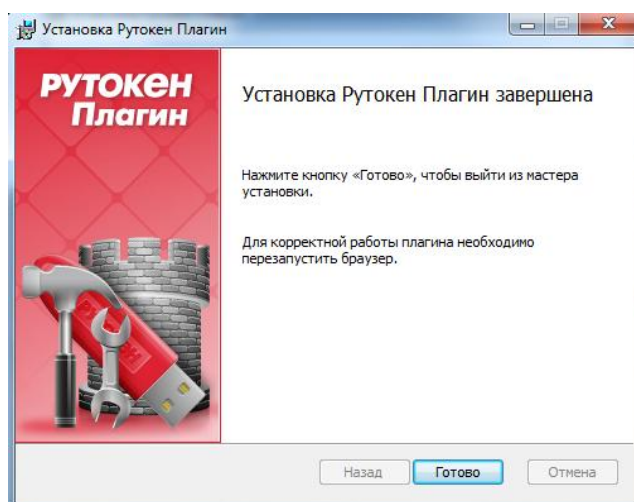 Установка Рутокен Плагин
РУТОКЕН
Плагин
Установка Рутокен Плагин завершена
Нажмите кнопку «Готово», чтобы выйти из мастера
установки.
Для корректной работы плагина необходимо
перезапустить браузер.
РУТОКЕН
Назад
Готово
Отмена